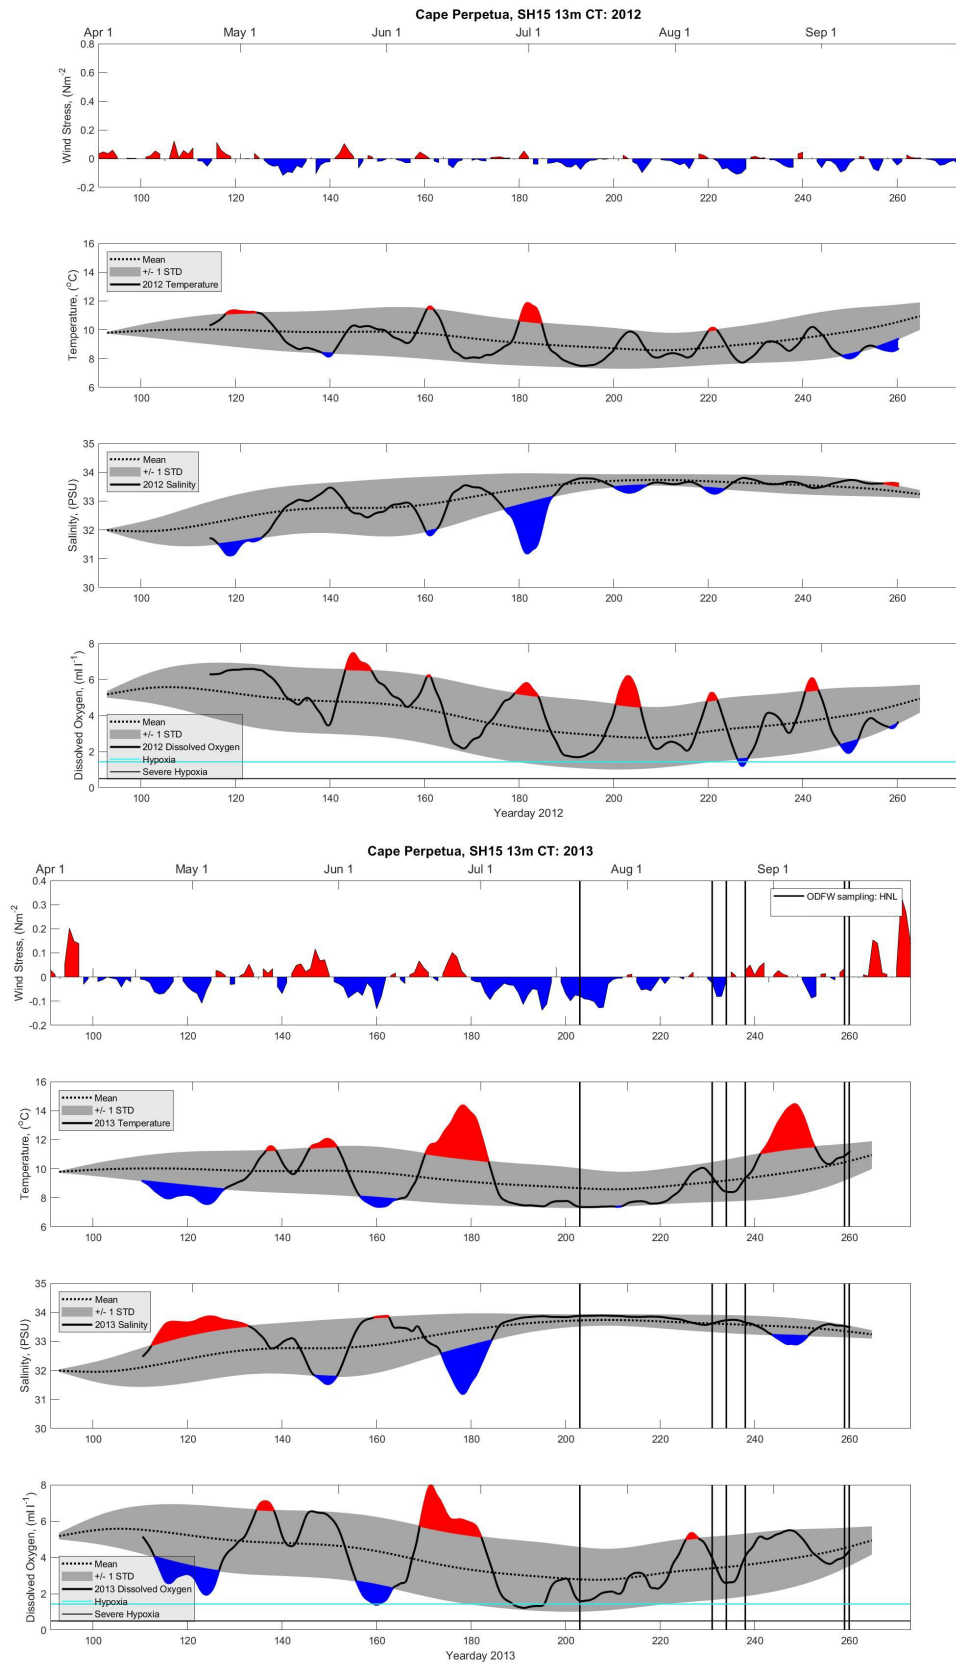 Cape Perpetua, SH15 13m CT: 2012
Apr 1 May 1 Jun 1 Jul 1 Aug 1 Sep 1
Wind Stress, (Nm-2
0.8
0.6
0.4
0.2
0
-0.2
100 120 140 160 180 200 220 240 260
Temperature, (°C)
16
14
12
10
8
6
Mean
+/- 1 STD
2012 Temperature
100 120 140 160 180 200 220 240 260
Salinity, (PSU)
35
34
33
32
31
30
Mean
+/- 1 STD
2012 Salinity
100 120 140 160 180 200 220 240 260
Dissolved Oxygen, (ml l-1)
8
6
4
2
0
Mean
+/- 1 STD
2012 Dissolved Oxygen
Hypoxia
Severe Hypoxia
100 120 140 160 180 200 220 240 260
Yearday 2012
Cape Perpetua, SH15 13m CT: 2013
Apr 1 May 1 Jun 1 Jul 1 Aug 1 Sep 1
Wind Stress, (Nm-2
0.4
0.3
0.2
0.1
0
-0.1
-0.2
ODFW sampling: HNL
100 120 140 160 180 200 220 240 260
Temperature, (°C)
16
14
12
10
8
6
Mean
+/- 1 STD
2013 Temperature
100 120 140 160 180 200 220 240 260
Salinity, (PSU)
35
34
33
32
31
30
Mean
+/- 1 STD
2013 Salinity
100 120 140 160 180 200 220 240 260
Dissolved Oxygen, (ml l-1)
8
6
4
2
0
Mean
+/- 1 STD
2013 Dissolved Oxygen
Hypoxia
Severe Hypoxia
100 120 140 160 180 200 220 240 260
Yearday 2013